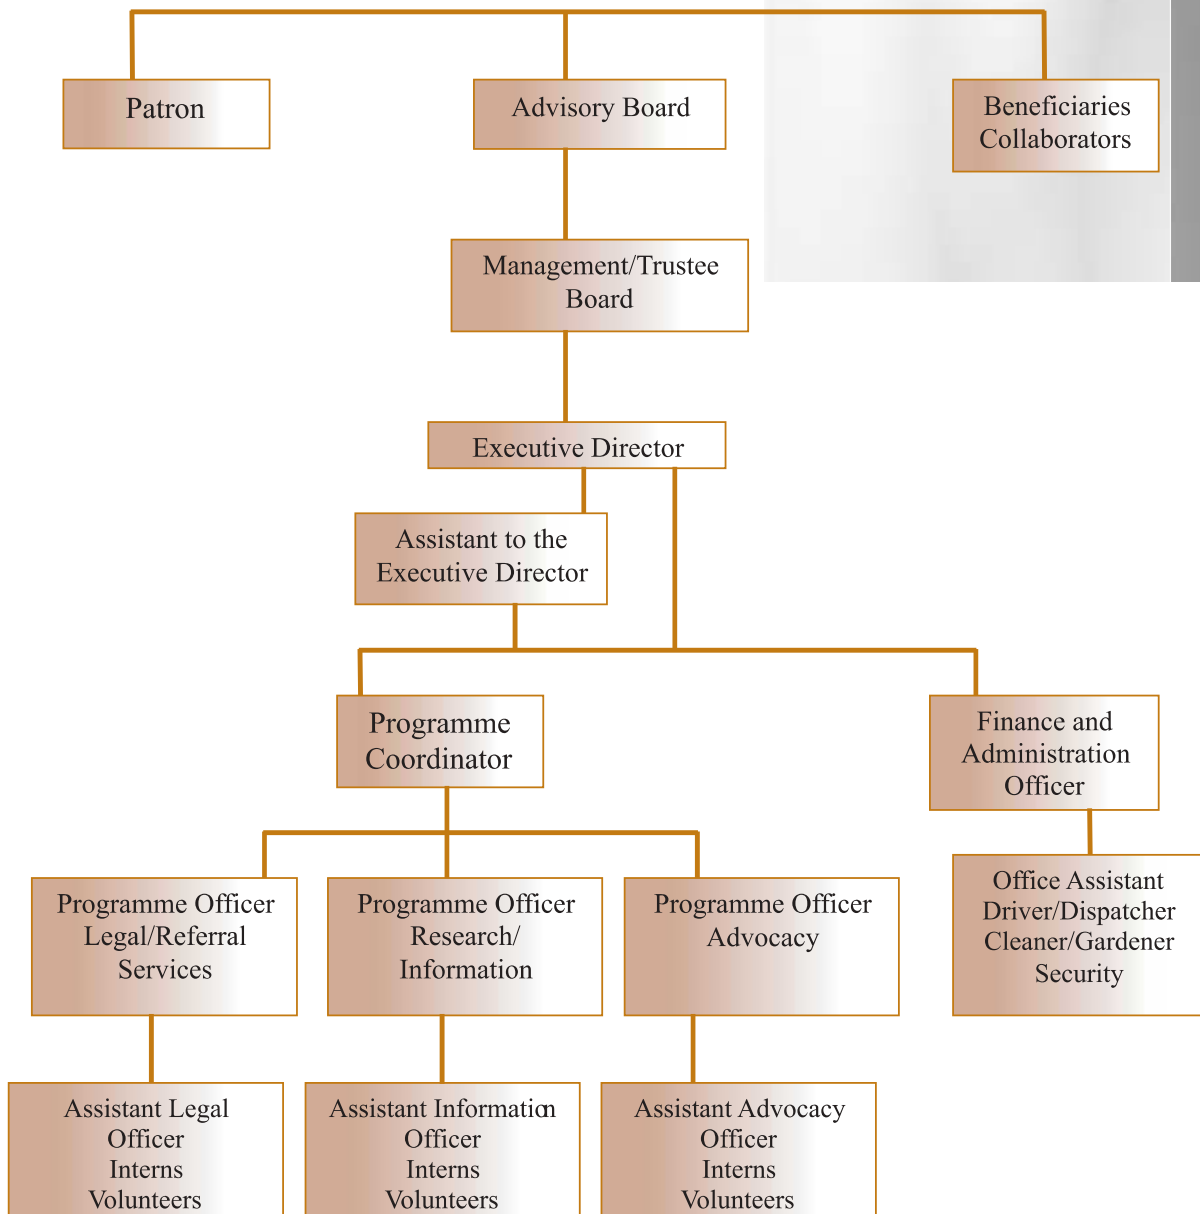 Patron
Advisory Board
Beneficiaries
Collaborators
Management/Trustee
Board
Executive Director
Assistant to the
Executive Director
Programme
Coordinator
Finance and
Administration
Officer
Programme Officer
Legal/Referral
Services
Programme Officer
Research/
Information
Programme Officer
Advocacy
Office Assistant
Driver/Dispatcher
Cleaner/Gardener
Security
Assistant Legal
Officer
Interns
Volunteers
Assistant Information
Officer
Interns
Volunteers
Assistant Advocacy
Officer
Interns
Volunteers